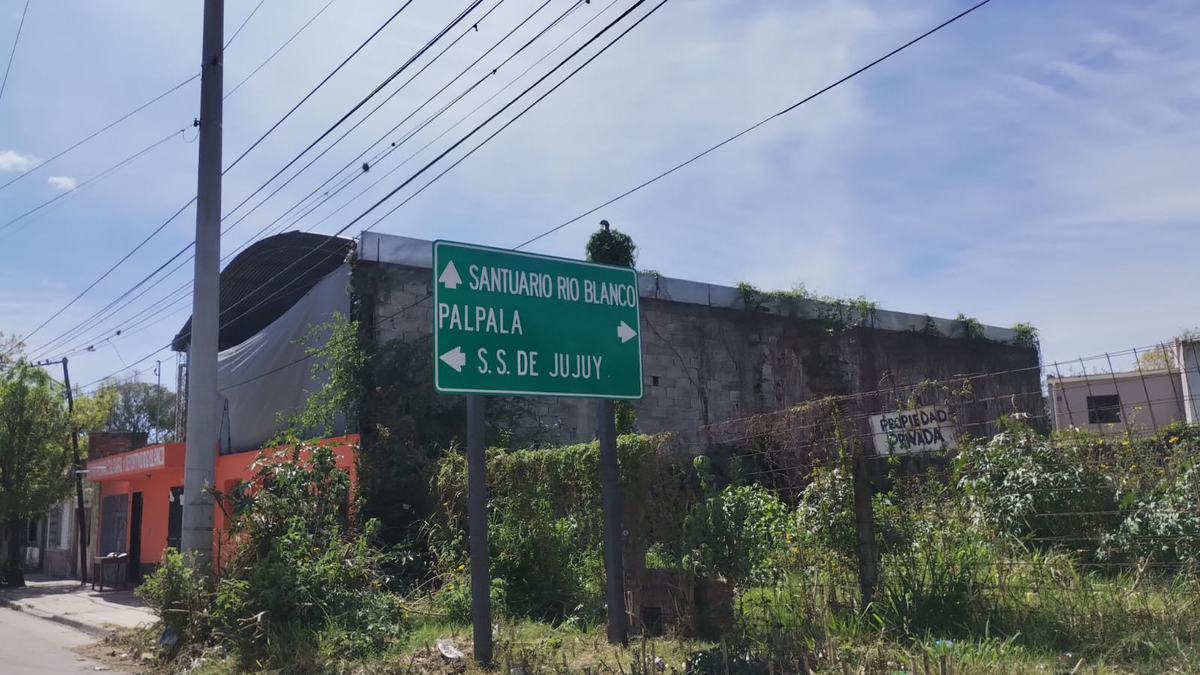 SANTUARIO RIO BLANCO
PALPALA
S.S. DE JUJUY
PROPIEDAD
PRIVADA